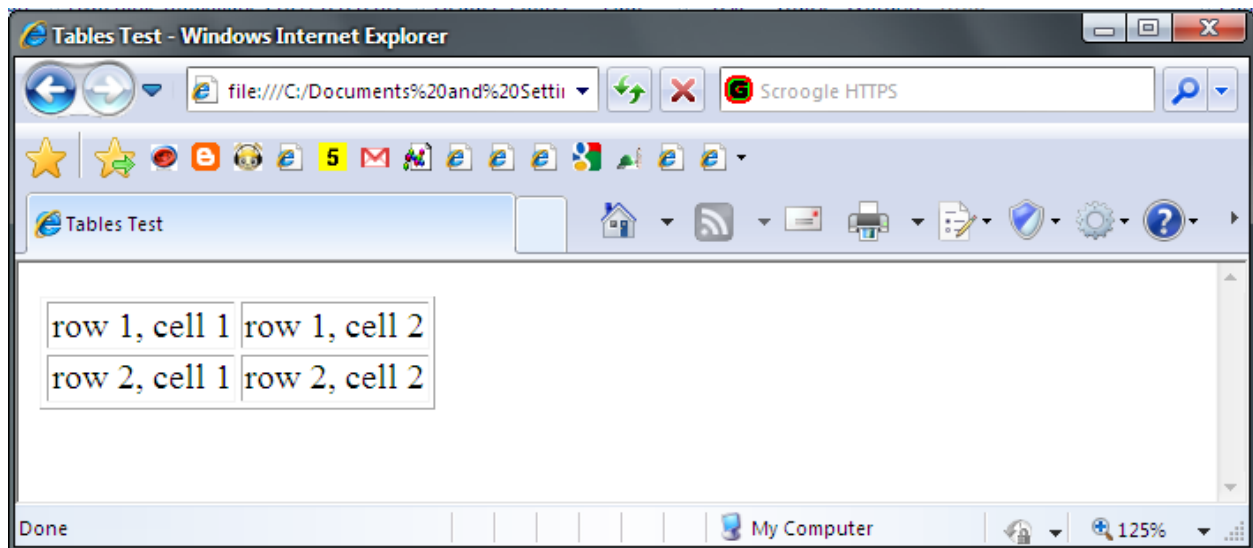 Tables Test - Windows Internet Explorer
file:///C:/Documents%20and%20Settin
Scroogle HTTPS
5
Tables Test
row 1, cell 1 row 1, cell 2
row 2, cell 1 row 2, cell 2
Done My Computer 125%